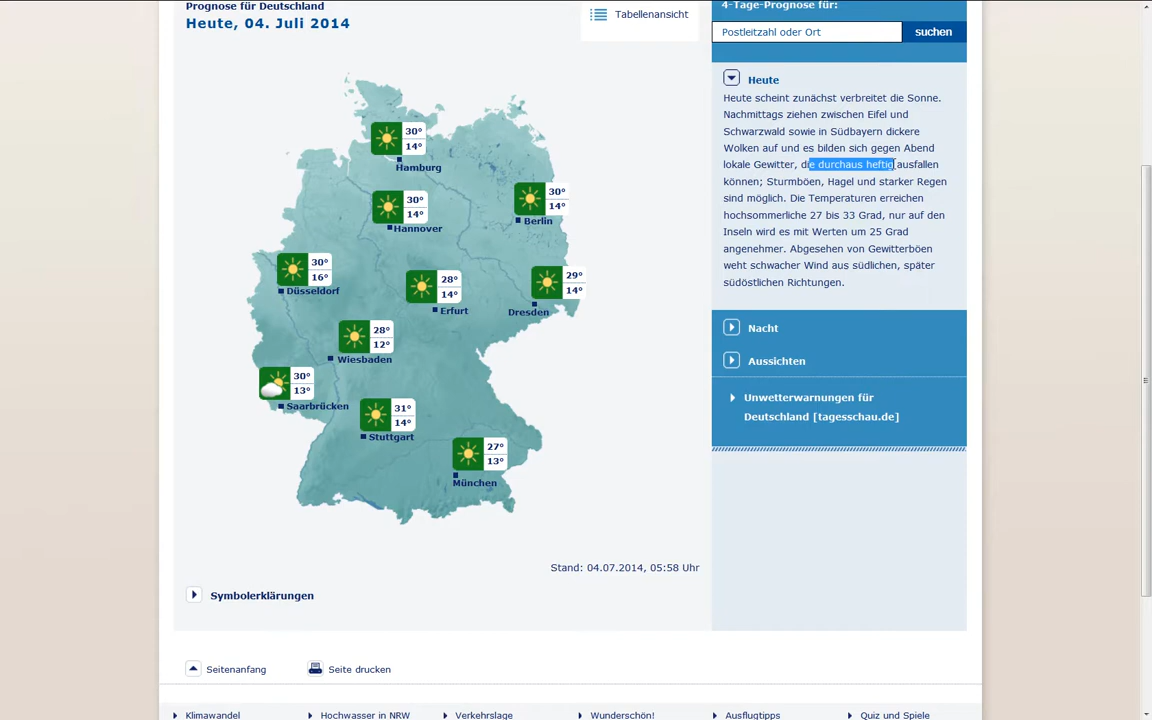 Prognose für Deutschland
Heute, 04. Juli 2014
Tabellenansicht
30°
14°
Hamburg
30°
14°
Hannover
30°
14°
Berlin
30°
16°
Düsseldorf
28°
14°
Erfurt
29°
14°
Dresden
28°
12°
Wiesbaden
30°
13°
Saarbrücken
31°
14°
Stuttgart
27°
13°
München
Stand: 04.07.2014, 05:58 Uhr
Symbolerklärungen
4-Tage-Prognose für:
Postleitzahl oder Ort
suchen
Heute
Heute scheint zunächst verbreitet die Sonne.
Nachmittags ziehen zwischen Eifel und
Schwarzwald sowie in Südbayern dickere
Wolken auf und es bilden sich gegen Abend
lokale Gewitter, die durchaus heftig ausfallen
können; Sturmböen, Hagel und starker Regen
sind möglich. Die Temperaturen erreichen
hochsommerliche 27 bis 33 Grad, nur auf den
Inseln wird es mit Werten um 25 Grad
angenehmer. Abgesehen von Gewitterböen
weht schwacher Wind aus südlichen, später
südöstlichen Richtungen.
Nacht
Aussichten
Unwetterwarnungen für
Deutschland [tagesschau.de]
Seitenanfang
Seite drucken
Klimawandel
Hochwasser in NRW
Verkehrslage
Wunderschön!
Ausflugtipps
Quiz und Spiele